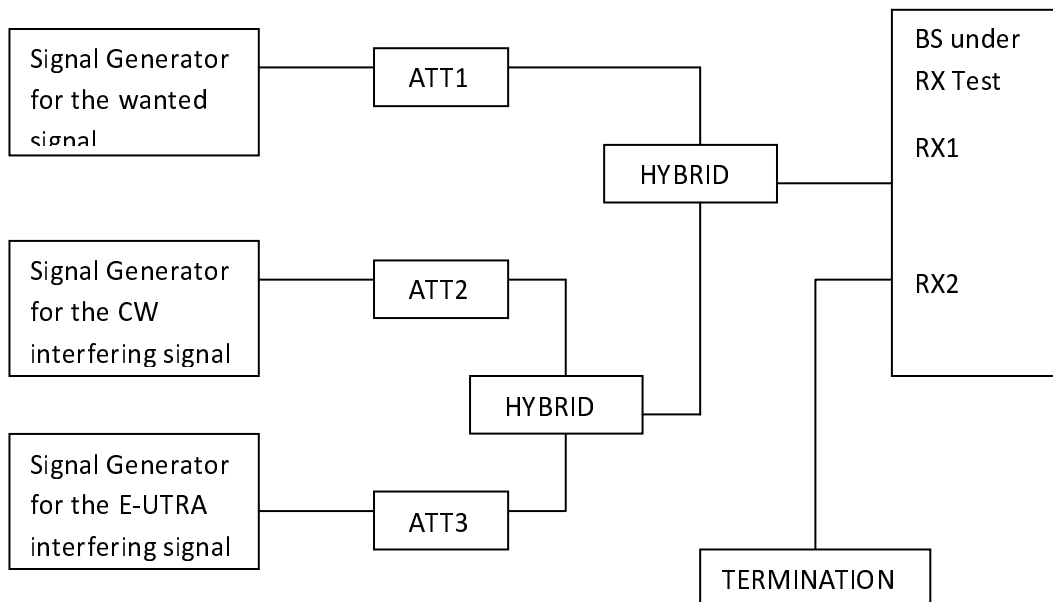 Signal Generator
for the wanted
signal
ATT1
HYBRID
BS under
RX Test
RX1
RX2
Signal Generator
for the CW
interfering signal
ATT2
HYBRID
Signal Generator
for the E-UTRA
interfering signal
ATT3
TERMINATION